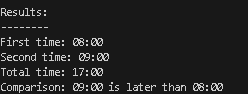 Results:
--------
First time: 08:00
Second time: 09:00
Total time: 17:00
Comparison: 09:00 is later than 08:00